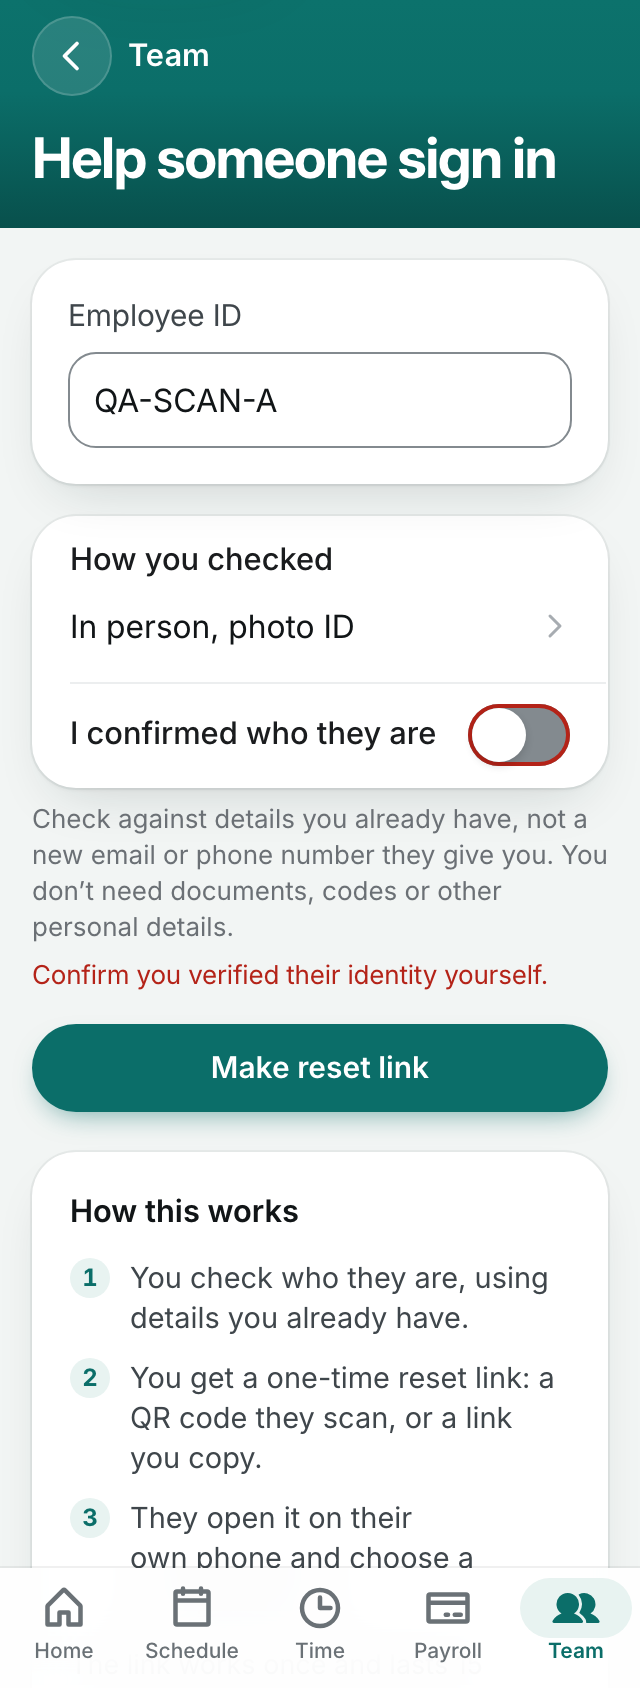 Team
Help someone sign in
Employee ID
QA-SCAN-A
How you checked
In person, photo ID
I confirmed who they are
Check against details you already have, not a
new email or phone number they give you. You
don’t need documents, codes or other
personal details.
Confirm you verified their identity yourself.
Make reset link
How this works
1 You check who they are, using
details you already have.
2 You get a one-time reset link: a
QR code they scan, or a link
you copy.
3 They open it on their
own phone and choose a
Home Schedule Time Payroll Team